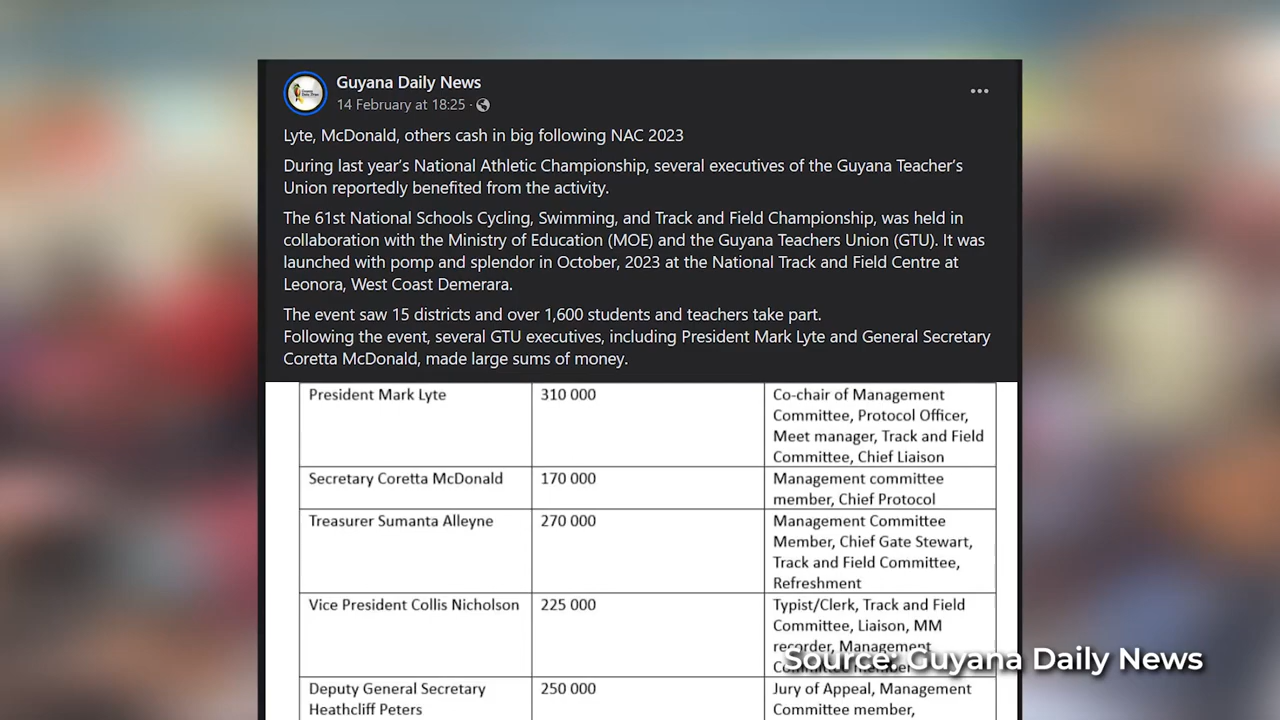 Guyana Daily News
14 February at 18:25 ·
Lyte, McDonald, others cash in big following NAC 2023
During last year's National Athletic Championship, several executives of the Guyana Teacher's
Union reportedly benefited from the activity.
The 61st National Schools Cycling, Swimming, and Track and Field Championship, was held in
collaboration with the Ministry of Education (MOE) and the Guyana Teachers Union (GTU). It was
launched with pomp and splendor in October, 2023 at the National Track and Field Centre at
Leonora, West Coast Demerara.
The event saw 15 districts and over 1,600 students and teachers take part.
Following the event, several GTU executives, including President Mark Lyte and General Secretary
Coretta McDonald, made large sums of money.
President Mark Lyte 310 000 Co-chair of Management
Committee, Protocol Officer,
Meet manager, Track and Field
Committee, Chief Liaison
Secretary Coretta McDonald 170 000 Management committee
member, Chief Protocol
Treasurer Sumanta Alleyne 270 000 Management Committee
Member, Chief Gate Stewart,
Track and Field Committee,
Refreshment
Vice President Collis Nicholson 225 000 Typist/Clerk, Track and Field
Committee, Liaison, MM
recorder, Management
Committee member
Source: Guyana Daily News
Deputy General Secretary 250 000 Jury of Appeal, Management
Heathcliff Peters Committee member,